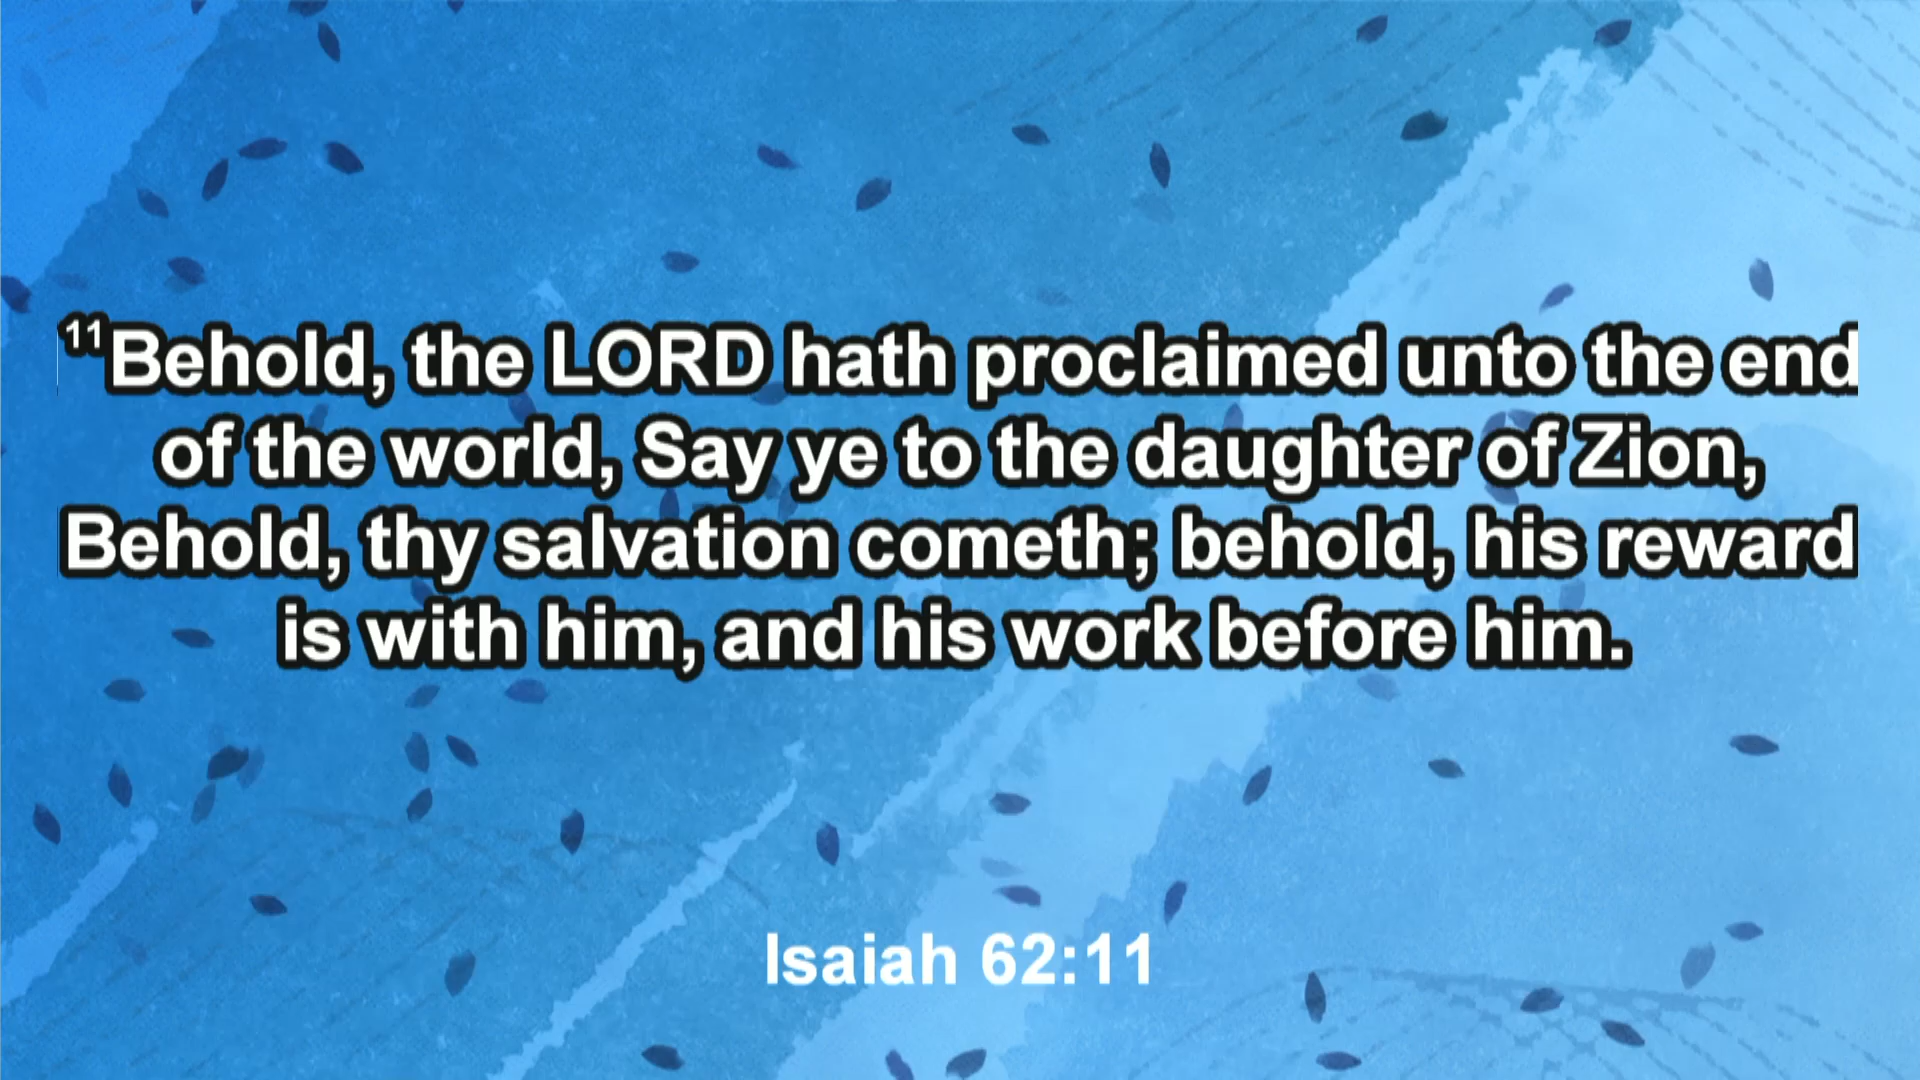 11Behold, the LORD hath proclaimed unto the end
of the world, Say ye to the daughter of Zion,
Behold, thy salvation cometh; behold, his reward
is with him, and his work before him.
Isaiah 62:11